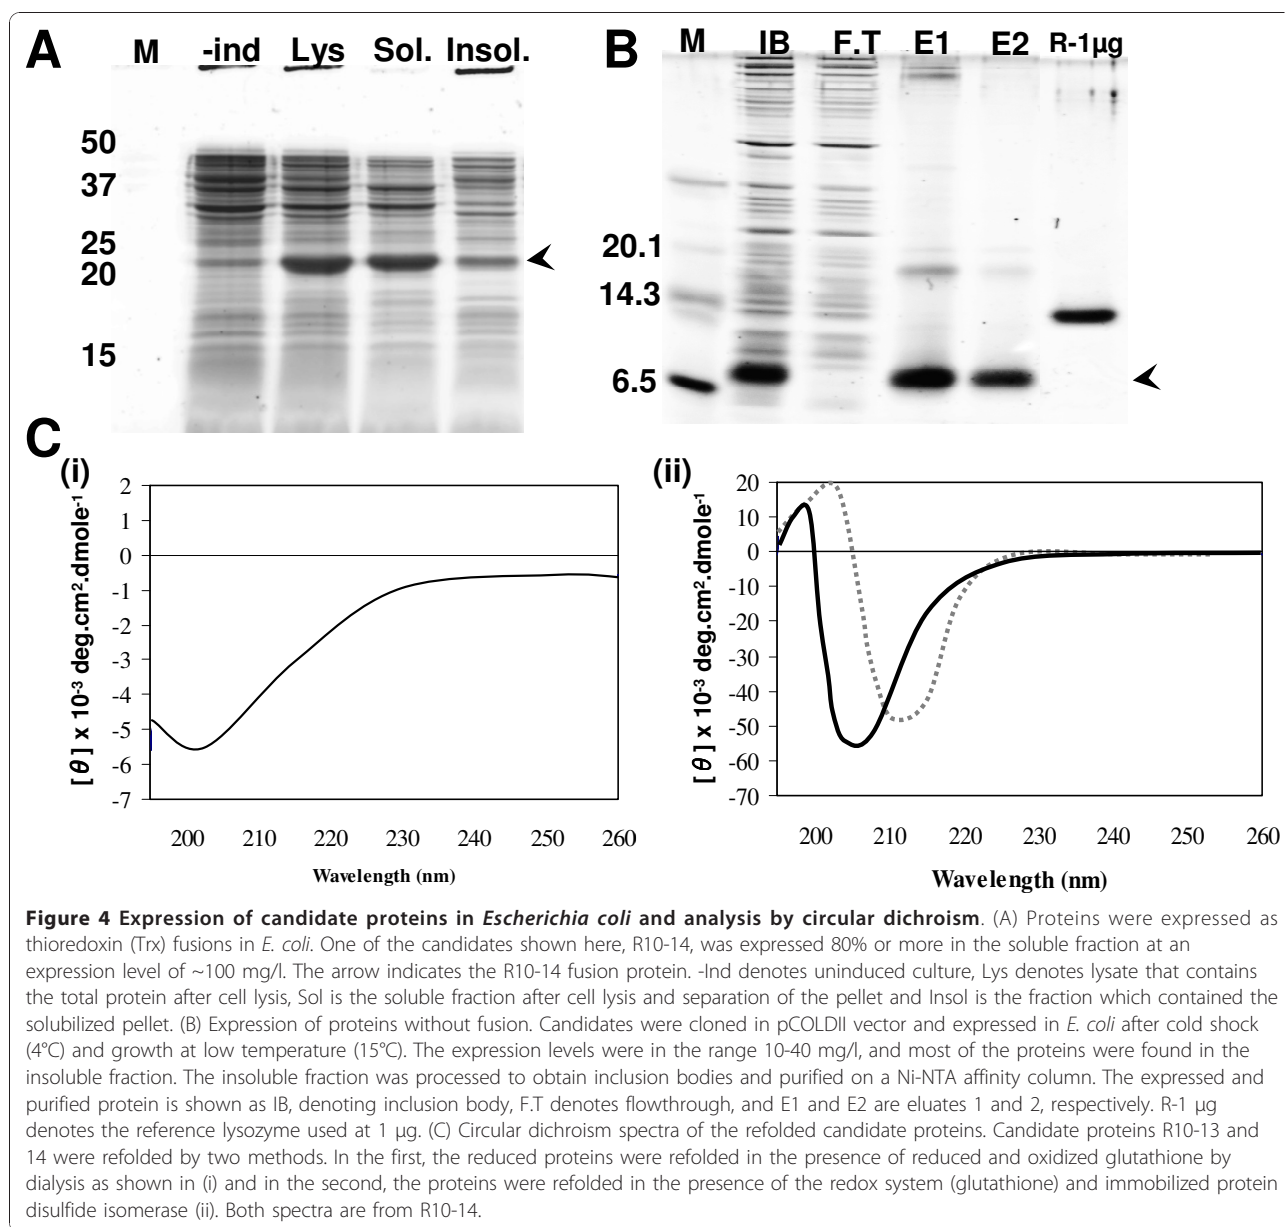 A
M -ind Lys Sol. Insol.
50
37
25
20
15
B
M IB F.T E1 E2 R-1µg
20.1
14.3
6.5
C
(i)
[θ] x 10-3 deg.cm2.dmole-1
2
1
0
-1
-2
-3
-4
-5
-6
-7
200 210 220 230 240 250 260
Wavelength (nm)
(ii)
[θ] x 10-3 deg.cm2.dmole-1
20
10
0
-10
-20
-30
-40
-50
-60
-70
200 210 220 230 240 250 260
Wavelength (nm)
Figure 4 Expression of candidate proteins in Escherichia coli and analysis by circular dichroism. (A) Proteins were expressed as
thioredoxin (Trx) fusions in E. coli. One of the candidates shown here, R10-14, was expressed 80% or more in the soluble fraction at an
expression level of ~100 mg/l. The arrow indicates the R10-14 fusion protein. -Ind denotes uninduced culture, Lys denotes lysate that contains
the total protein after cell lysis, Sol is the soluble fraction after cell lysis and separation of the pellet and Insol is the fraction which contained the
solubilized pellet. (B) Expression of proteins without fusion. Candidates were cloned in pCOLDII vector and expressed in E. coli after cold shock
(4°C) and growth at low temperature (15°C). The expression levels were in the range 10-40 mg/l, and most of the proteins were found in the
insoluble fraction. The insoluble fraction was processed to obtain inclusion bodies and purified on a Ni-NTA affinity column. The expressed and
purified protein is shown as IB, denoting inclusion body, F.T denotes flowthrough, and E1 and E2 are eluates 1 and 2, respectively. R-1 µg
denotes the reference lysozyme used at 1 µg. (C) Circular dichroism spectra of the refolded candidate proteins. Candidate proteins R10-13 and
14 were refolded by two methods. In the first, the reduced proteins were refolded in the presence of reduced and oxidized glutathione by
dialysis as shown in (i) and in the second, the proteins were refolded in the presence of the redox system (glutathione) and immobilized protein
disulfide isomerase (ii). Both spectra are from R10-14.